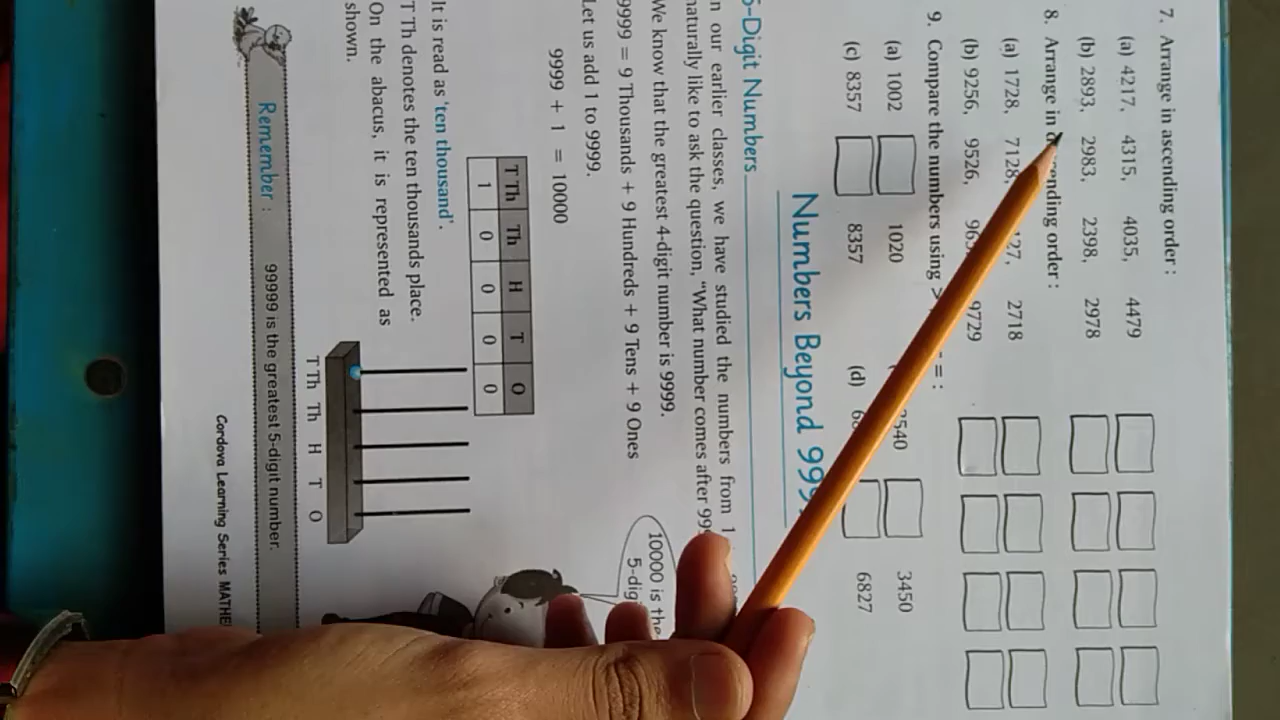 7. Arrange in ascending order :
(a) 4217, 4315, 4035, 4479
(b) 2893, 2983, 2398, 2978
8. Arrange in order :
(a) 1728, 7128, 2718
(b) 9256, 9526, 9729
9. Compare the numbers using > = :
(a) 1002 1020 3450
(c) 8357 8357 (d) 6827
Numbers Beyond
5-Digit Numbers
n our earlier classes, we have studied the numbers from 1
naturally like to ask the question, "What number comes after
We know that the greatest 4-digit number is 9999.
9999 = 9 Thousands + 9 Hundreds + 9 Tens + 9 Ones
Let us add 1 to 9999.
9999 + 1 = 10000
10000 is the
5-dig
T Th Th H T O
1 0 0 0 0
It is read as 'ten thousand'.
T Th denotes the ten thousands place.
On the abacus, it is represented as
shown.
T Th Th H T O
Remember : 99999 is the greatest 5-digit number.
Cordova Learning Series MATHE